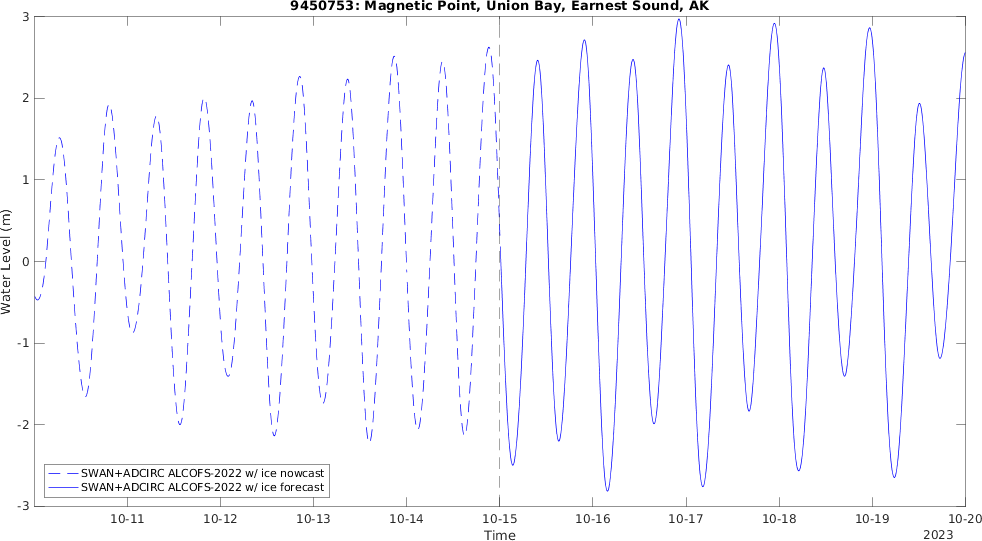 9450753: Magnetic Point, Union Bay, Earnest Sound, AK
3
2
1
0
-1
-2
-3
Water Level (m)
SWAN+ADCIRC ALCOFS-2022 w/ ice nowcast
SWAN+ADCIRC ALCOFS-2022 w/ ice forecast
10-11 10-12 10-13 10-14 10-15 10-16 10-17 10-18 10-19 10-20
Time
2023